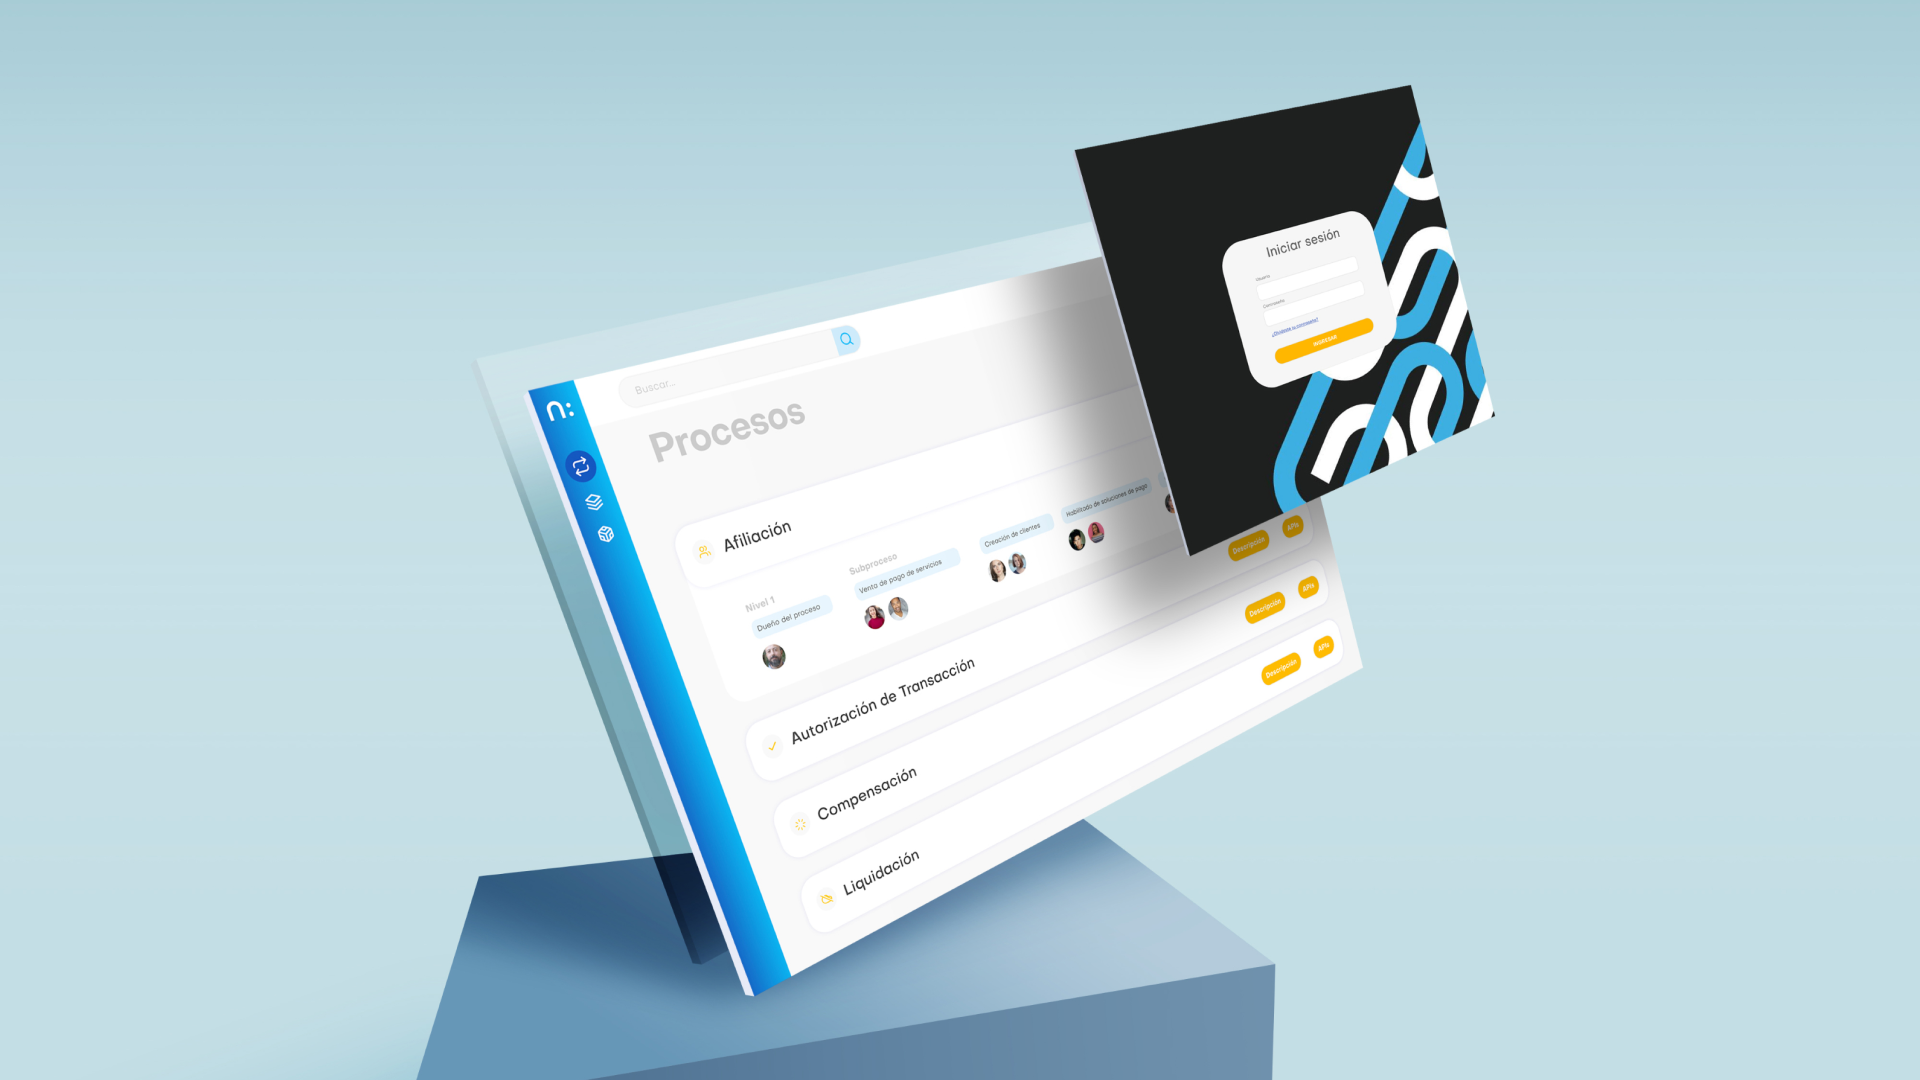 n:
Buscar..
Procesos
Afiliación
Nivel 1
Dueño del proceso
Subproceso
Venta de pago de servicios
Creación de clientes
Habilitado de soluciones de pago
Descripción
APIs
Autorización de Transacción
Descripción
APIs
Compensación
Descripción
APIs
Liquidación
Iniciar sesión
Usuario
Contraseña
¿Olvidaste tu contraseña?
INGRESAR